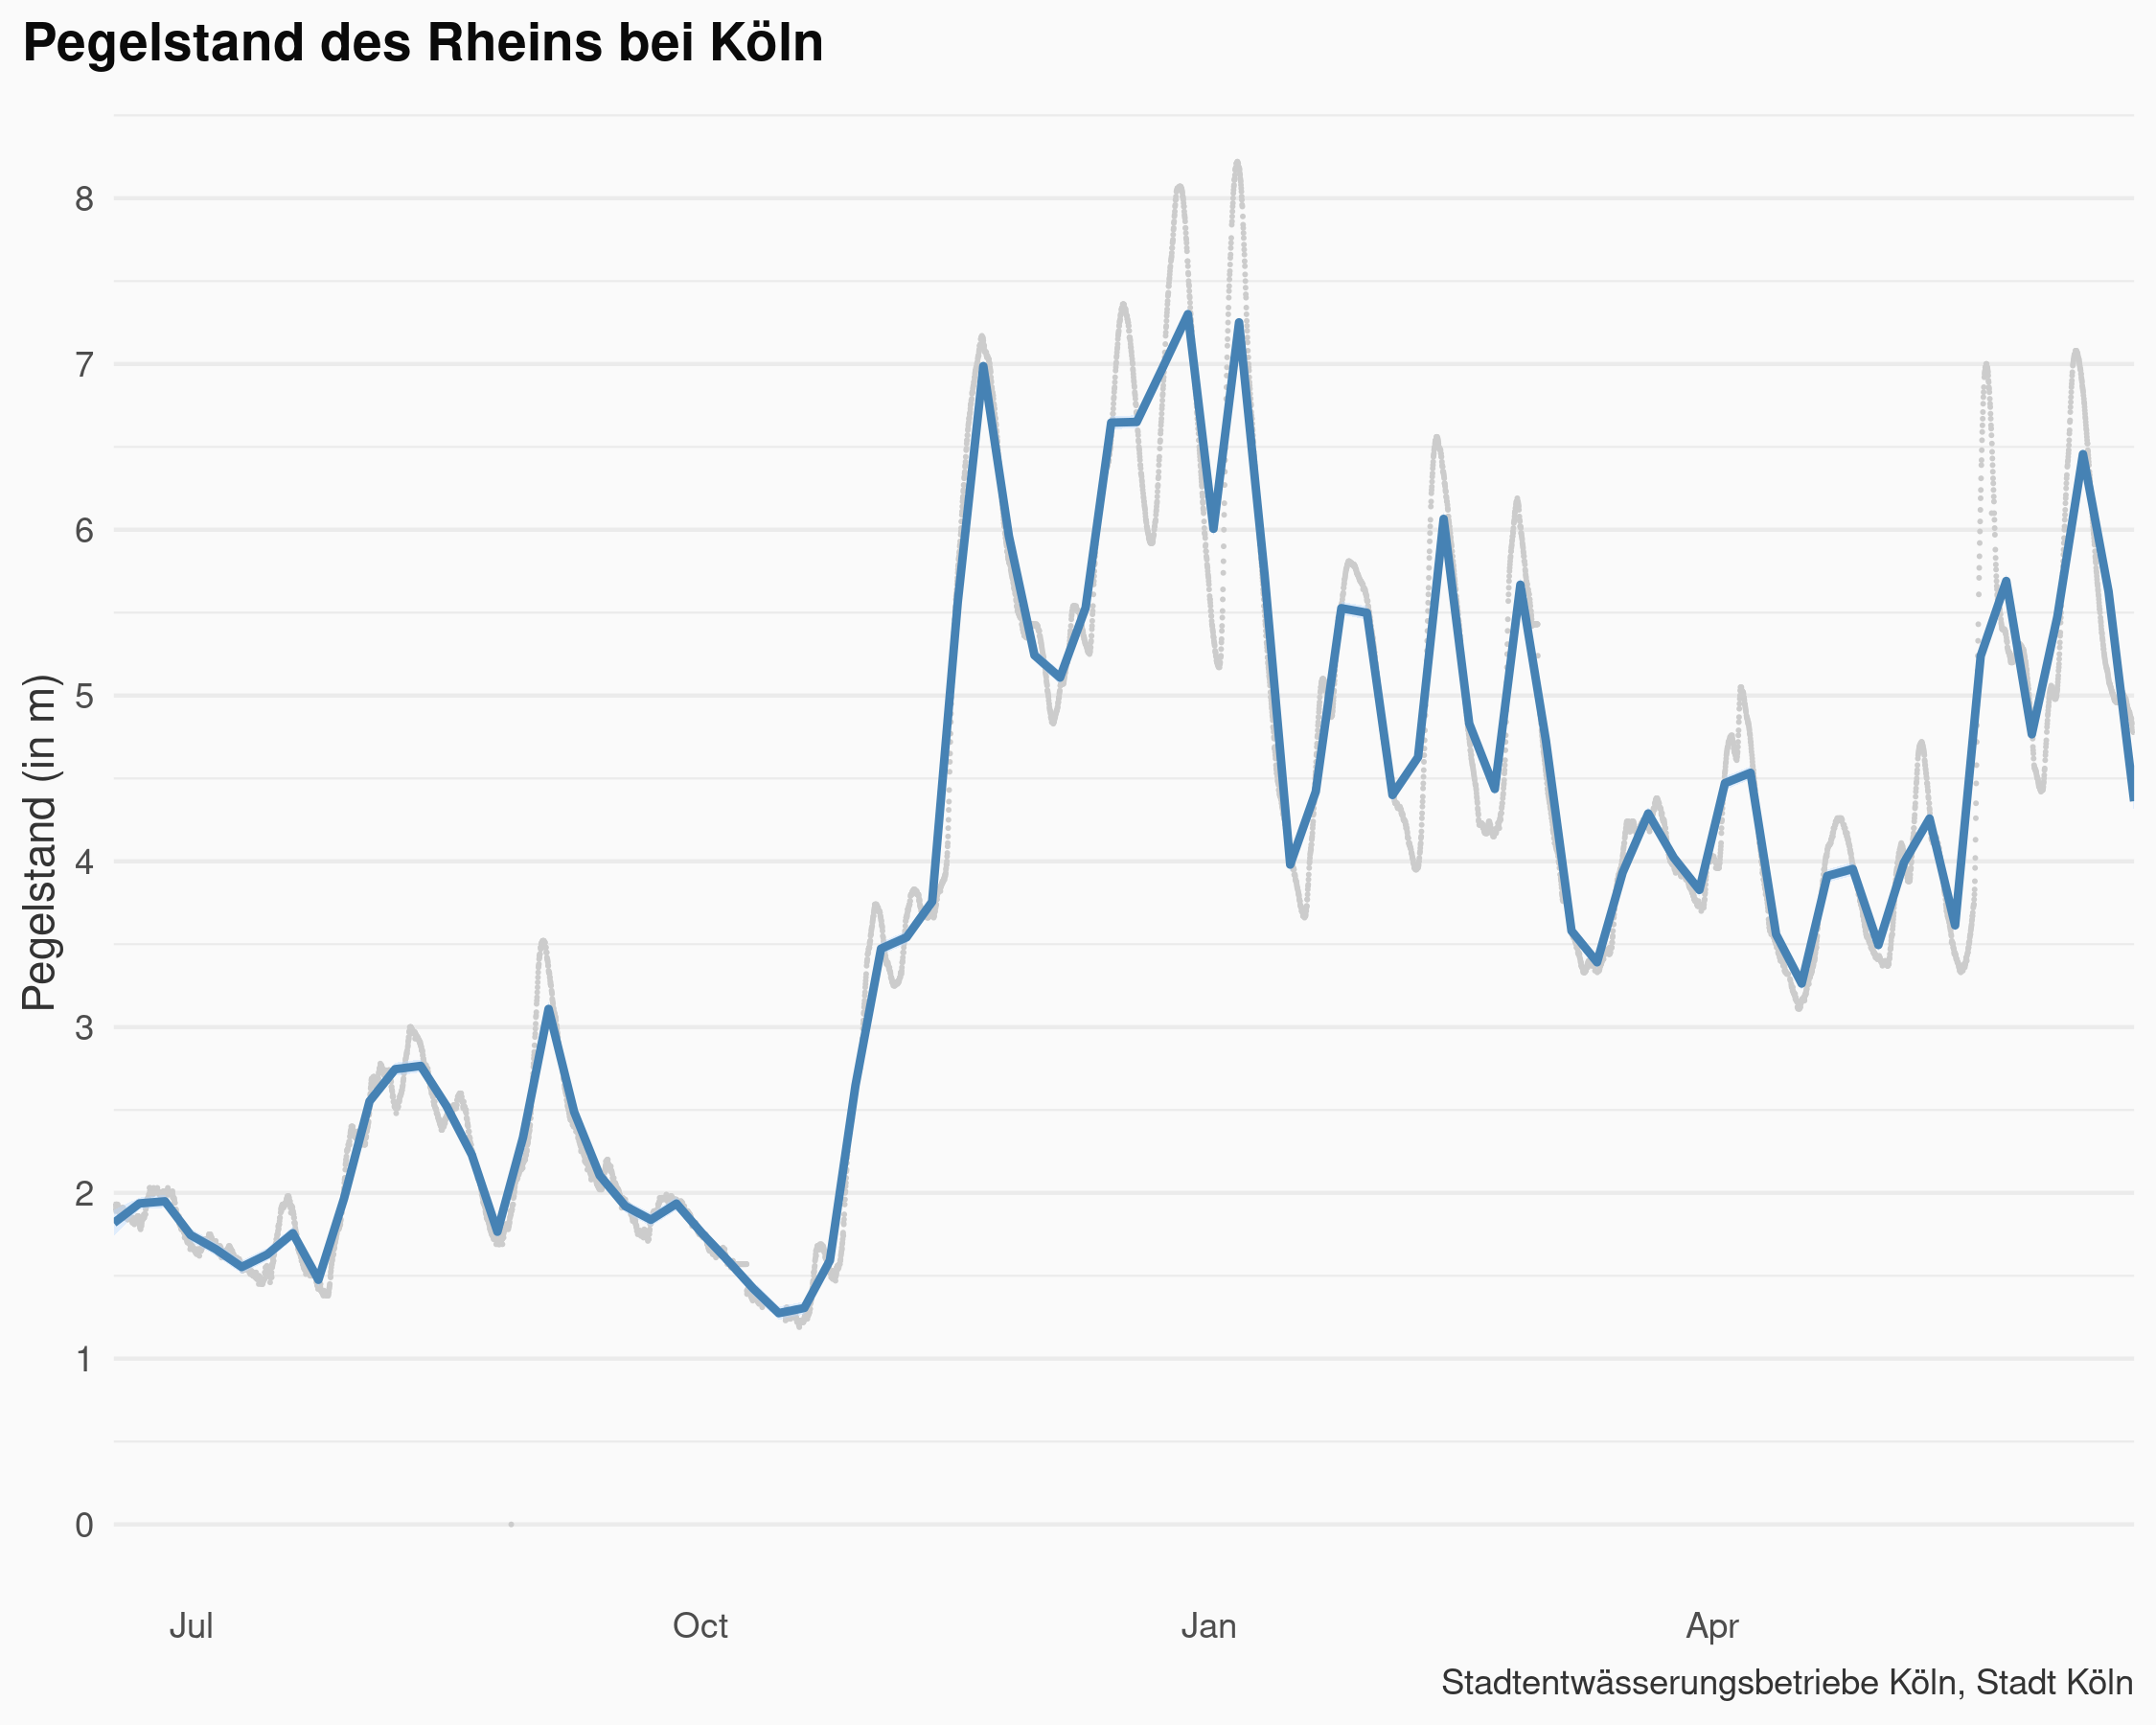 Pegelstand des Rheins bei Köln
Pegelstand (in m)
8
7
6
5
4
3
2
1
0
Jul Oct Jan Apr
Stadtentwässerungsbetriebe Köln, Stadt Köln